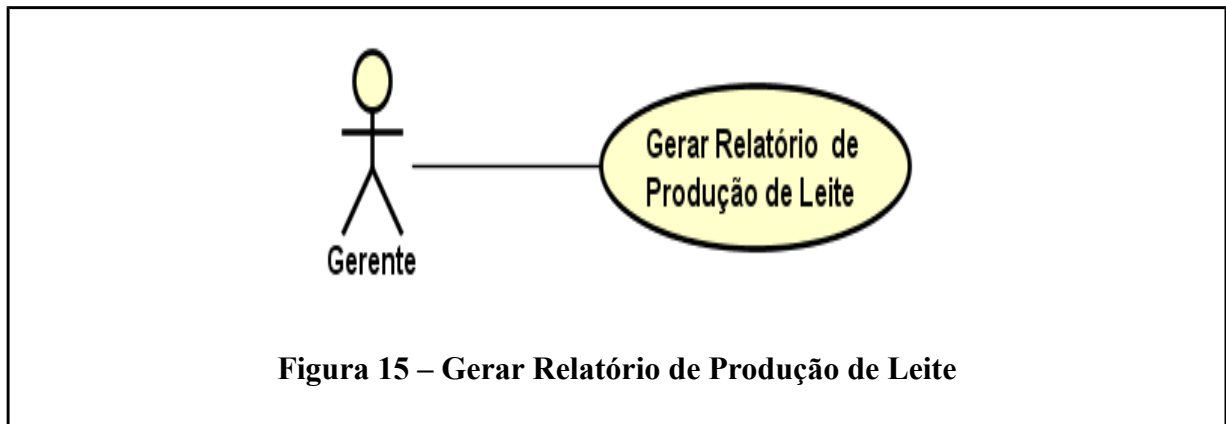 Gerar Relatório de
Produção de Leite
Gerente
Figura 15 – Gerar Relatório de Produção de Leite